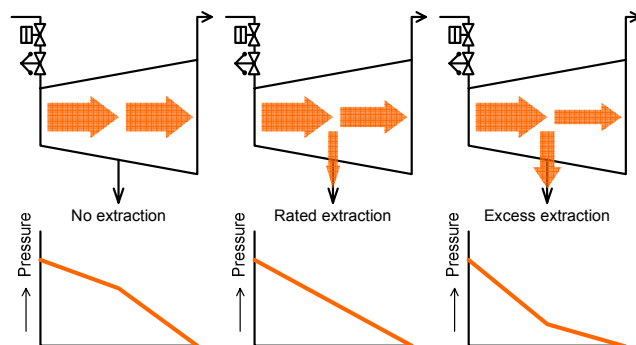 No extraction
Rated extraction
Excess extraction
Pressure
Pressure
Pressure